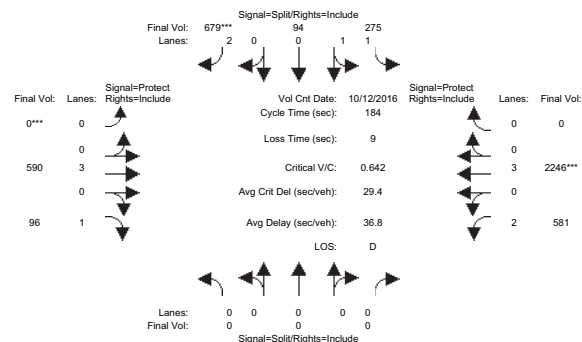 Signal=Split/Rights=Include
Final Vol: 679*** 94 275
Lanes: 2 0 0 1 1
Signal=Protect Signal=Protect
Final Vol: Lanes: Rights=Include Vol Cnt Date: 10/12/2016 Rights=Include Lanes: Final Vol:
Cycle Time (sec): 184
0*** 0 0 0
Loss Time (sec): 9
0 0
590 3 Critical V/C: 0.642 3 2246***
0 Avg Crit Del (sec/veh): 29.4 0
96 1 Avg Delay (sec/veh): 36.8 2 581
LOS: D
Lanes: 0 0 0 0 0
Final Vol: 0 0 0
Signal=Split/Rights=Include